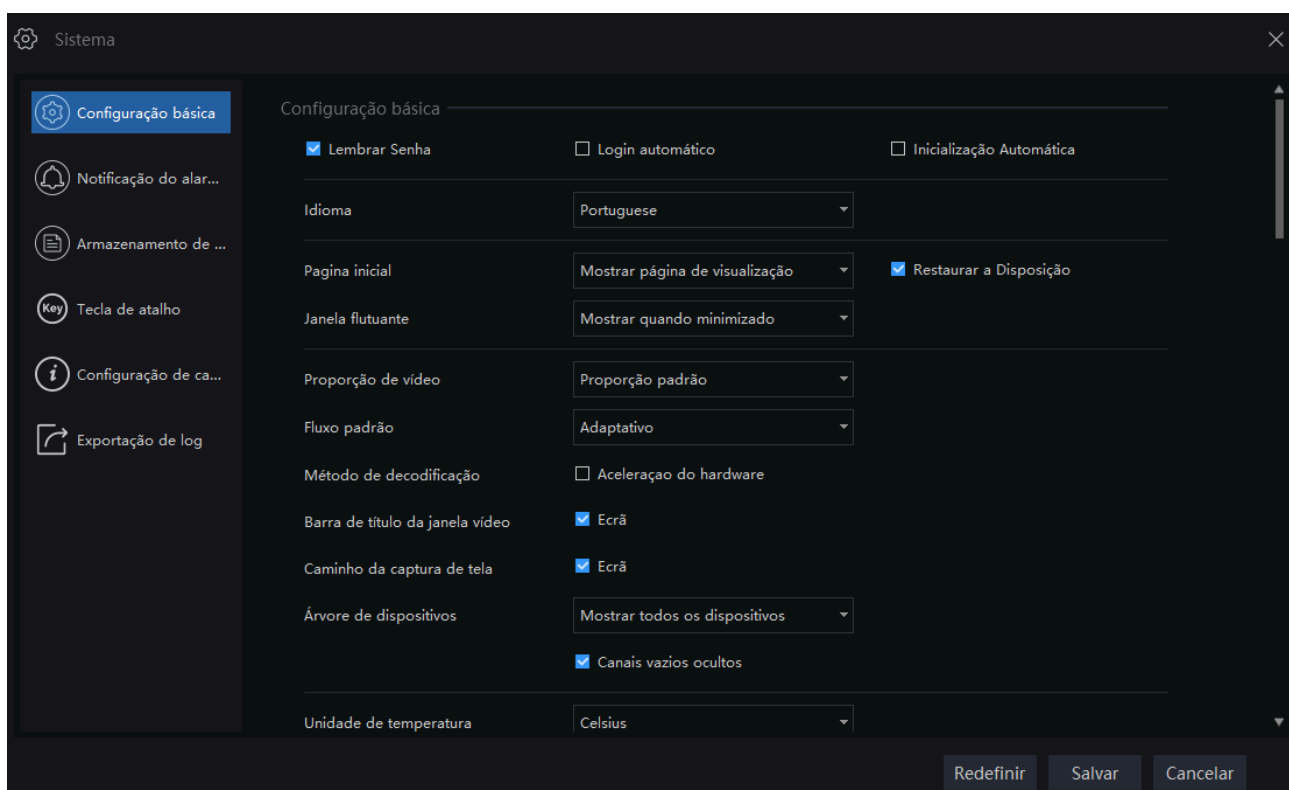 Sistema
Configuração básica
Notificação do alar...
Armazenamento de ...
Key Tecla de atalho
i Configuração de ca...
Exportação de log
Configuração básica
Lembrar Senha Login automático Inicialização Automática
Idioma Portuguese
Pagina inicial Mostrar página de visualização Restaurar a Disposição
Janela flutuante Mostrar quando minimizado
Proporção de vídeo Proporção padrão
Fluxo padrão Adaptativo
Método de decodificação Aceleraçao do hardware
Barra de título da janela vídeo Ecrã
Caminho da captura de tela Ecrã
Árvore de dispositivos Mostrar todos os dispositivos
Canais vazios ocultos
Unidade de temperatura Celsius
Redefinir Salvar Cancelar